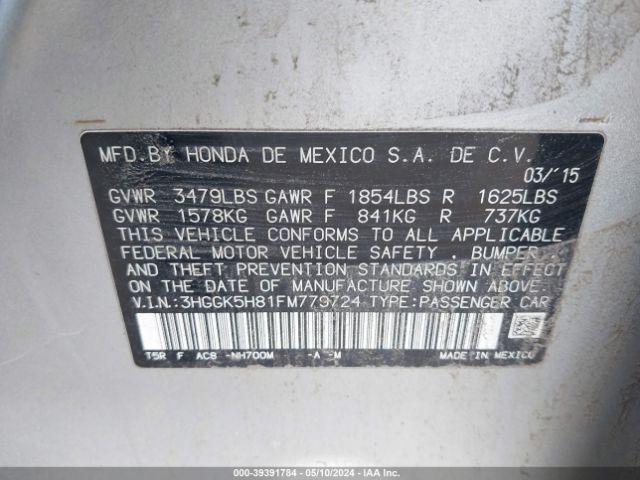 MFD.BY HONDA DE MEXICO S.A. DE C.V.
03/'15
GVWR 3479LBS GAWR F 1854LBS R 1625LBS
GVWR 1578KG GAWR F 841KG R 737KG
THIS VEHICLE CONFORMS TO ALL APPLICABLE
FEDERAL MOTOR VEHICLE SAFETY , BUMPER ,
AND THEFT PREVENTION STANDARDS IN EFFECT
ON THE DATE OF MANUFACTURE SHOWN ABOVE.
V.I.N.:3HGGK5H81FM779724 TYPE:PASSENGER CAR
T5R F AC8 -NH700M -A -M MADE IN MEXICO
000-39391784 - 05/10/2024 - IAA Holdings, LLC.